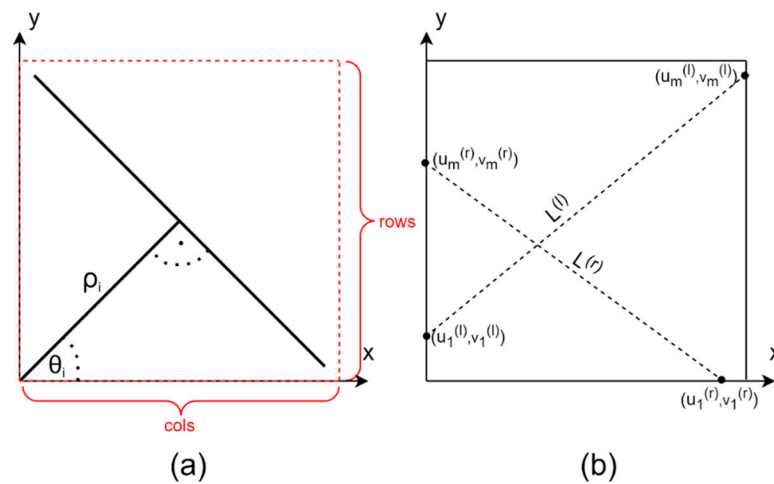 y
ρᵢ
θᵢ
x
rows
cols
(a)
y
(uₘ⁽ˡ⁾,vₘ⁽ˡ⁾)
(uₘ⁽ʳ⁾,vₘ⁽ʳ⁾)
L⁽ˡ⁾
L⁽ʳ⁾
(u₁⁽ˡ⁾,v₁⁽ˡ⁾)
x
(u₁⁽ʳ⁾,v₁⁽ʳ⁾)
(b)